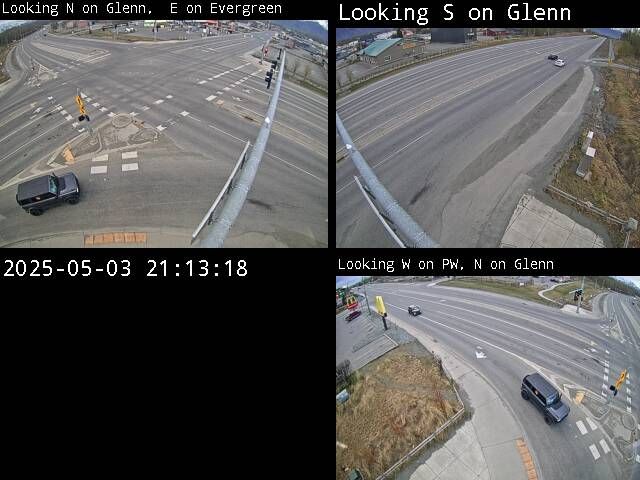 Looking N on Glenn,  E on Evergreen
Looking S on Glenn
2025-05-03 21:13:18
Looking W on PW, N on Glenn